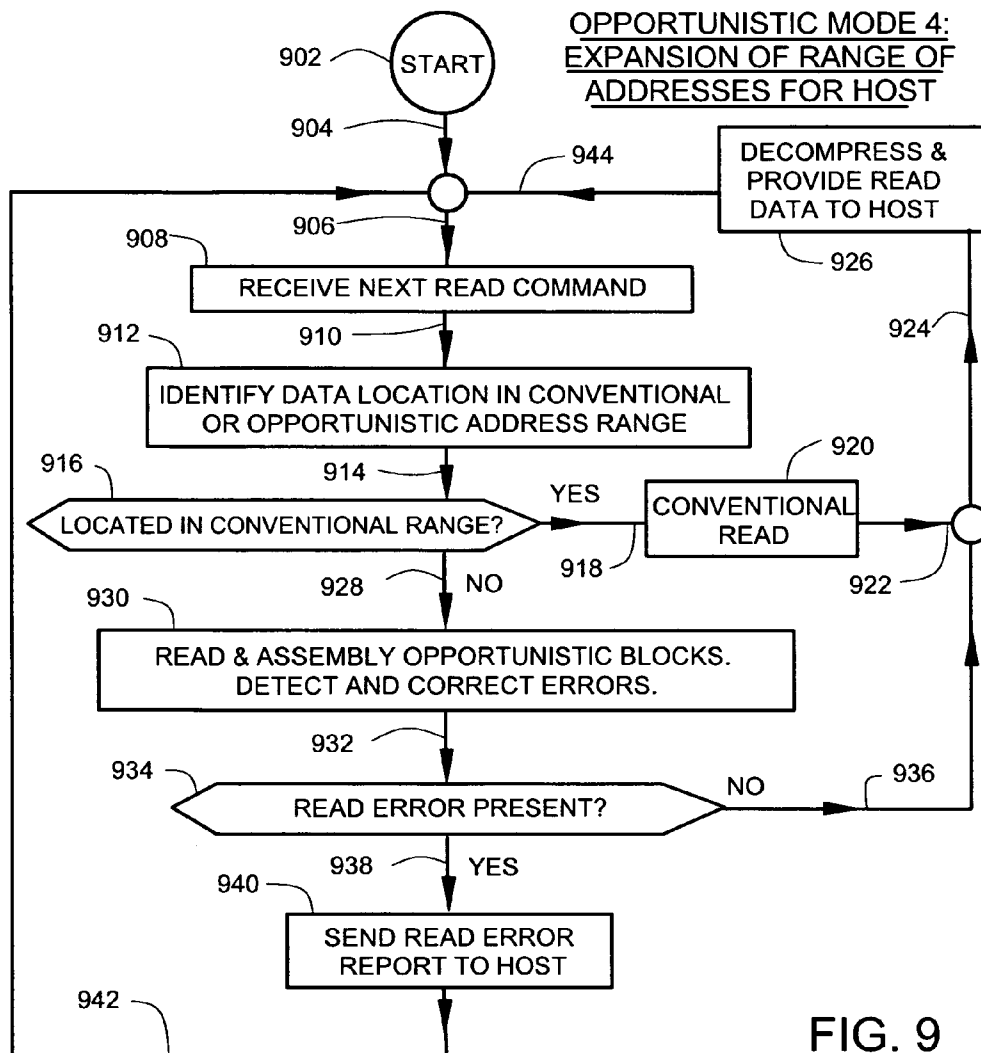 OPPORTUNISTIC MODE 4:
EXPANSION OF RANGE OF
ADDRESSES FOR HOST
902
START
904
944
DECOMPRESS &
PROVIDE READ
DATA TO HOST
906
926
908
RECEIVE NEXT READ COMMAND
910
924
912
IDENTIFY DATA LOCATION IN CONVENTIONAL
OR OPPORTUNISTIC ADDRESS RANGE
914
916
920
LOCATED IN CONVENTIONAL RANGE?
YES
CONVENTIONAL
READ
918
922
928
NO
930
READ & ASSEMBLY OPPORTUNISTIC BLOCKS.
DETECT AND CORRECT ERRORS.
932
934
READ ERROR PRESENT?
NO
936
938
YES
940
SEND READ ERROR
REPORT TO HOST
942
FIG. 9